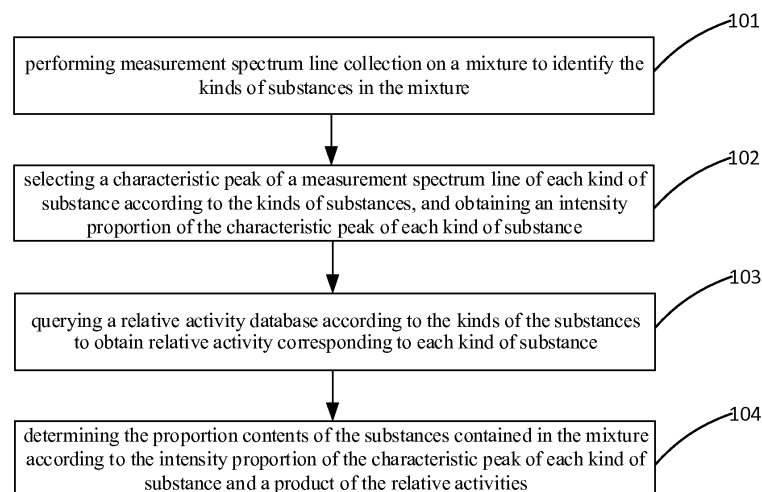 101
performing measurement spectrum line collection on a mixture to identify the
kinds of substances in the mixture
102
selecting a characteristic peak of a measurement spectrum line of each kind of
substance according to the kinds of substances, and obtaining an intensity
proportion of the characteristic peak of each kind of substance
103
querying a relative activity database according to the kinds of the substances
to obtain relative activity corresponding to each kind of substance
104
determining the proportion contents of the substances contained in the mixture
according to the intensity proportion of the characteristic peak of each kind of
substance and a product of the relative activities